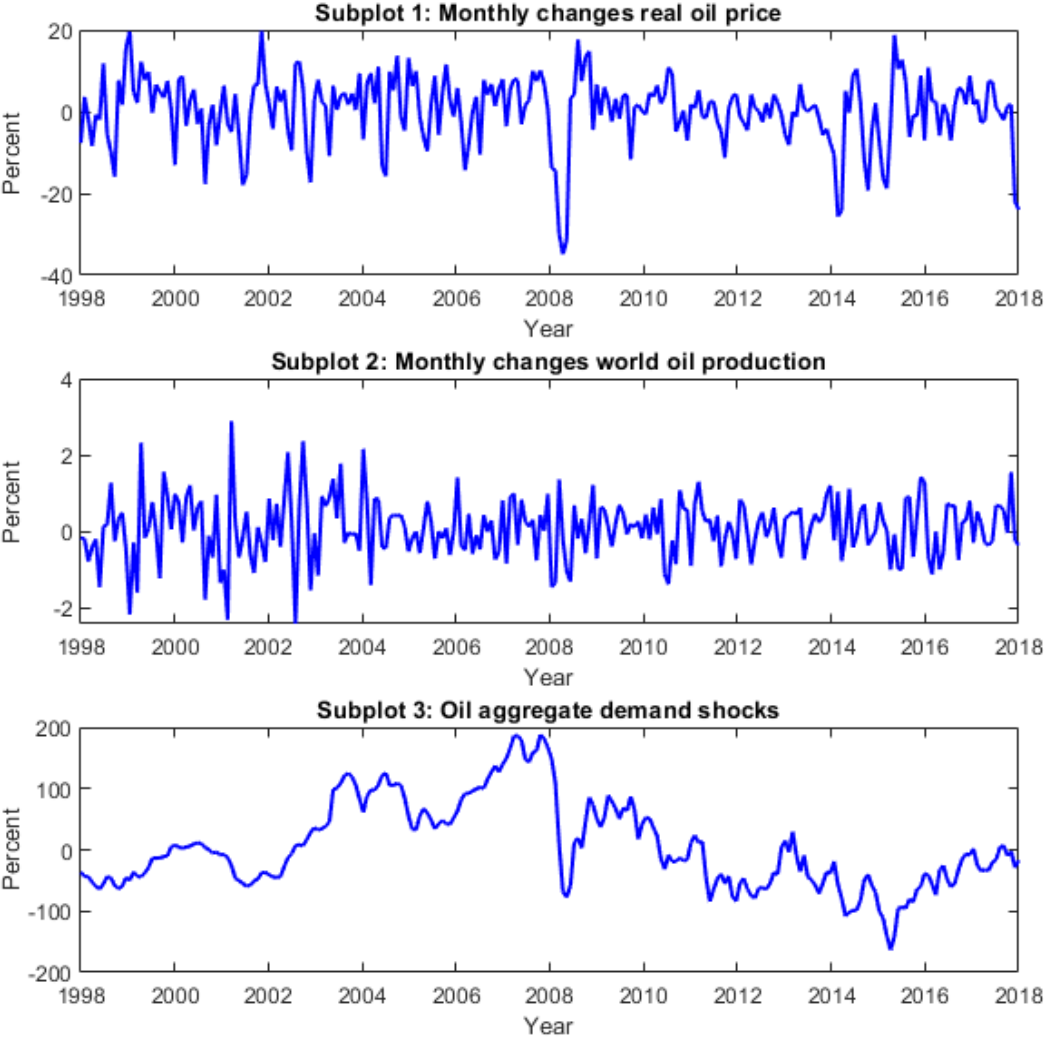 Subplot 1: Monthly changes real oil price
20
0
-20
-40
Percent
1998 2000 2002 2004 2006 2008 2010 2012 2014 2016 2018
Year
Subplot 2: Monthly changes world oil production
4
2
0
-2
Percent
1998 2000 2002 2004 2006 2008 2010 2012 2014 2016 2018
Year
Subplot 3: Oil aggregate demand shocks
200
100
0
-100
-200
Percent
1998 2000 2002 2004 2006 2008 2010 2012 2014 2016 2018
Year